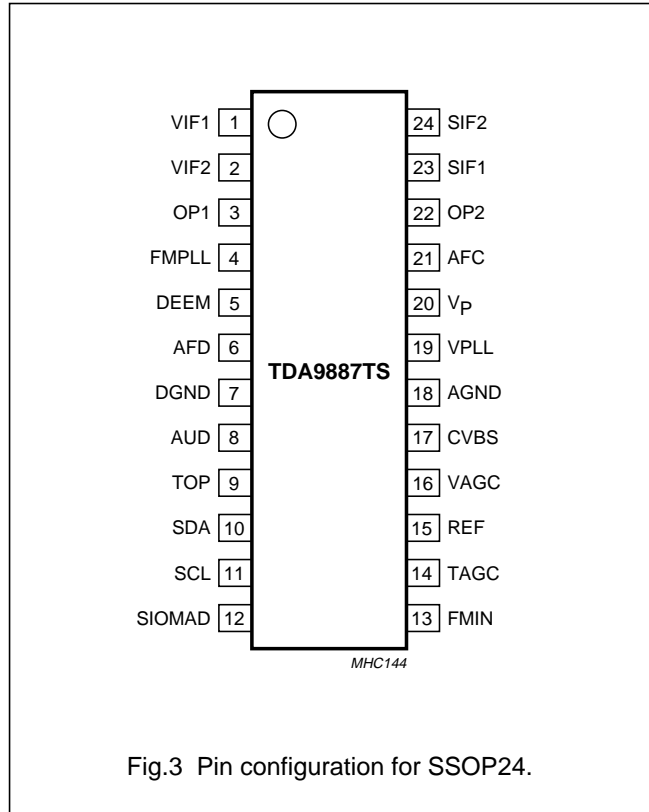 VIF1 1 24 SIF2
VIF2 2 23 SIF1
OP1 3 22 OP2
FMPLL 4 21 AFC
DEEM 5 20 VP
AFD 6 19 VPLL
TDA9887TS
DGND 7 18 AGND
AUD 8 17 CVBS
TOP 9 16 VAGC
SDA 10 15 REF
SCL 11 14 TAGC
SIOMAD 12 13 FMIN
MHC144
Fig.3 Pin configuration for SSOP24.